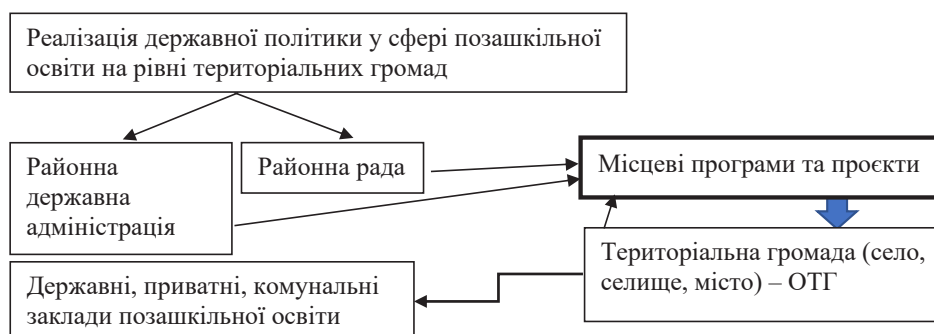 Реалізація державної політики у сфері позашкільної
освіти на рівні територіальних громад
Районна
державна
адміністрація
Районна рада
Місцеві програми та проєкти
Територіальна громада (село,
селище, місто) – ОТГ
Державні, приватні, комунальні
заклади позашкільної освіти